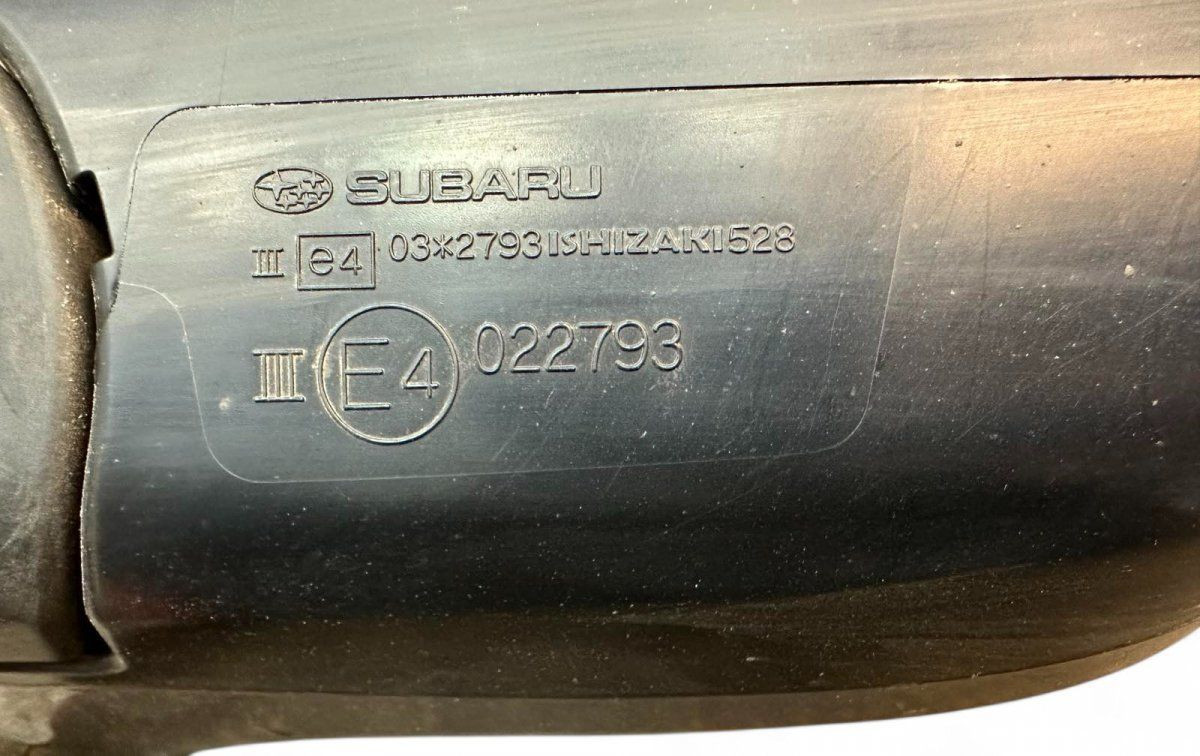 SUBARU
III e4 03*2793 ISHIZAKI 528
III E4 022793